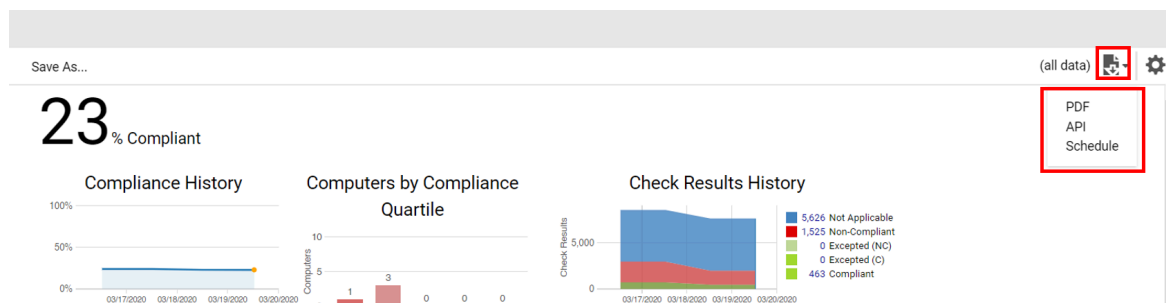 Save As...
(all data)
PDF
API
Schedule
23 % Compliant
Compliance History
100%
50%
0%
03/17/2020 03/18/2020 03/19/2020 03/20/2020
Computers by Compliance
Quartile
Computers
10
5
1
3
0
0
0
Check Results History
Check Results
5,000
0
03/17/2020 03/18/2020 03/19/2020 03/20/2020
5,626 Not Applicable
1,525 Non-Compliant
0 Excepted (NC)
0 Excepted (C)
463 Compliant